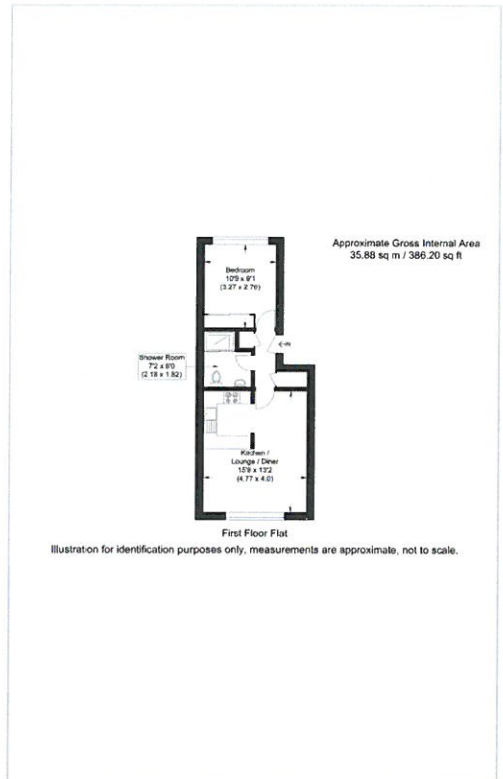 Approximate Gross Internal Area
35.88 sq m / 386.20 sq ft
Bedroom
10'9 x 9'1
(3.27 x 2.76)
IN
Shower Room
7'2 x 6'0
(2.18 x 1.82)
Kitchen /
Lounge / Diner
15'8 x 13'2
(4.77 x 4.0)
First Floor Flat
Illustration for identification purposes only, measurements are approximate, not to scale.